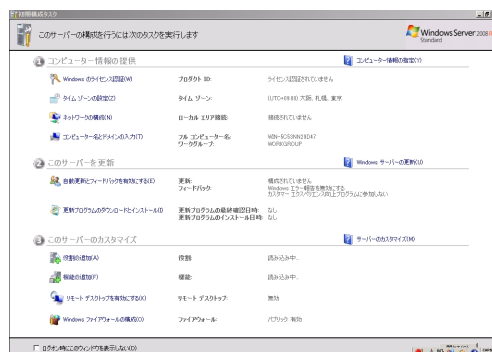 初期構成タスク
このサーバーの構成を行うには次のタスクを実行します
Windows Server 2008
Standard
1 コンピューター情報の提供
コンピューター情報の指定(Y)
Windows のライセンス認証(W)
プロダクト ID:
ライセンス認証されていません
タイム ゾーンの設定(Z)
タイム ゾーン:
(UTC+09:00) 大阪、札幌、東京
ネットワークの構成(N)
ローカル エリア接続:
接続されていません
コンピューター名とドメインの入力(T)
フル コンピューター名:
ワークグループ:
WORKGROUP
2 このサーバーを更新
Windows サーバーの更新(U)
自動更新とフィードバックを有効にする(E)
更新:
構成されていません
フィードバック:
Windows エラー報告を無効にする
カスタマー エクスペリエンス向上プログラムに参加しない
更新プログラムのダウンロードとインストール(I)
更新プログラムの最終確認日時:
なし
更新プログラムのインストール日時:
なし
3 このサーバーのカスタマイズ
サーバーのカスタマイズ(M)
役割の追加(A)
役割:
読み込み中...
機能の追加(F)
機能:
読み込み中...
リモート デスクトップを有効にする(K)
リモート デスクトップ:
無効
Windows ファイアウォールの構成(O)
ファイアウォール:
パブリック: 有効
ログオン時にこのウィンドウを表示しない(D)